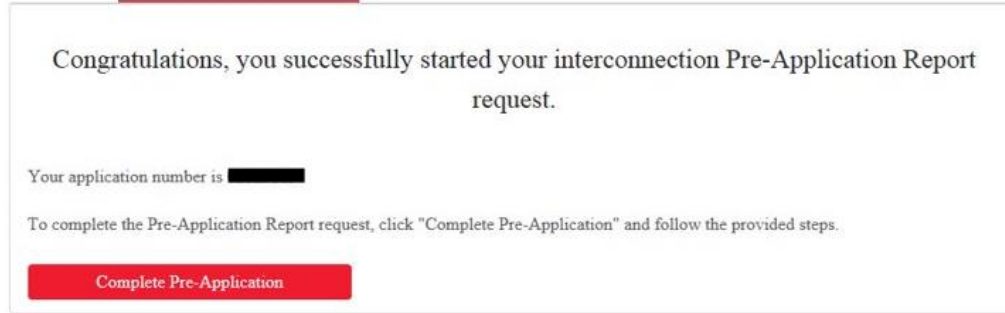 Congratulations, you successfully started your interconnection Pre-Application Report
request.
Your application number is
To complete the Pre-Application Report request, click "Complete Pre-Application" and follow the provided steps.
Complete Pre-Application